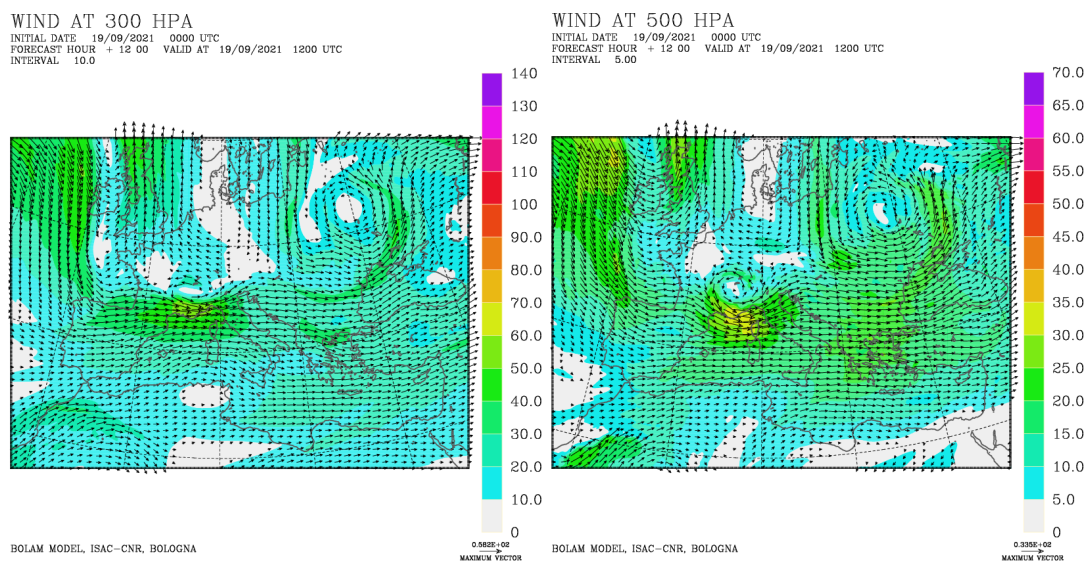 WIND AT 300 HPA
INITIAL DATE 19/09/2021 0000 UTC
FORECAST HOUR + 12 00 VALID AT 19/09/2021 1200 UTC
INTERVAL 10.0
140
130
120
110
100
90.0
80.0
70.0
60.0
50.0
40.0
30.0
20.0
10.0
0
BOLAM MODEL, ISAC-CNR, BOLOGNA
0.582E+02
MAXIMUM VECTOR
WIND AT 500 HPA
INITIAL DATE 19/09/2021 0000 UTC
FORECAST HOUR + 12 00 VALID AT 19/09/2021 1200 UTC
INTERVAL 5.00
70.0
65.0
60.0
55.0
50.0
45.0
40.0
35.0
30.0
25.0
20.0
15.0
10.0
5.0
0
BOLAM MODEL, ISAC-CNR, BOLOGNA
0.335E+02
MAXIMUM VECTOR